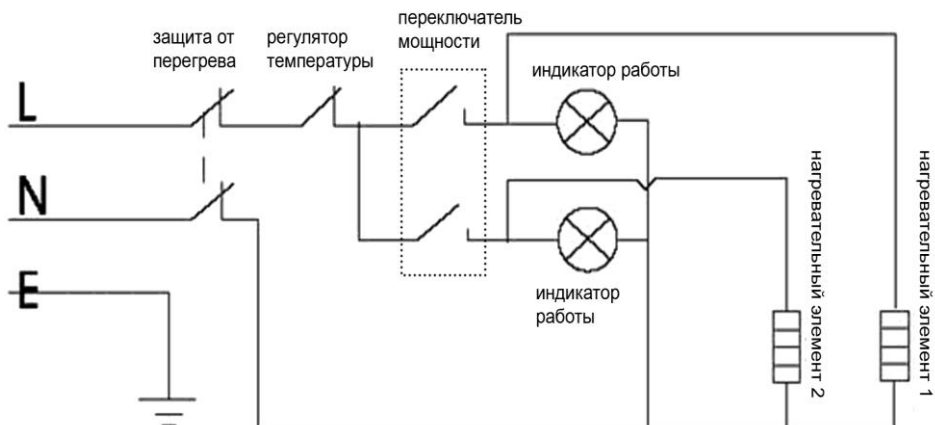 защита от
перегрева
регулятор
температуры
переключатель
мощности
индикатор работы
L
N
E
индикатор
работы
нагревательный элемент 2
нагревательный элемент 1